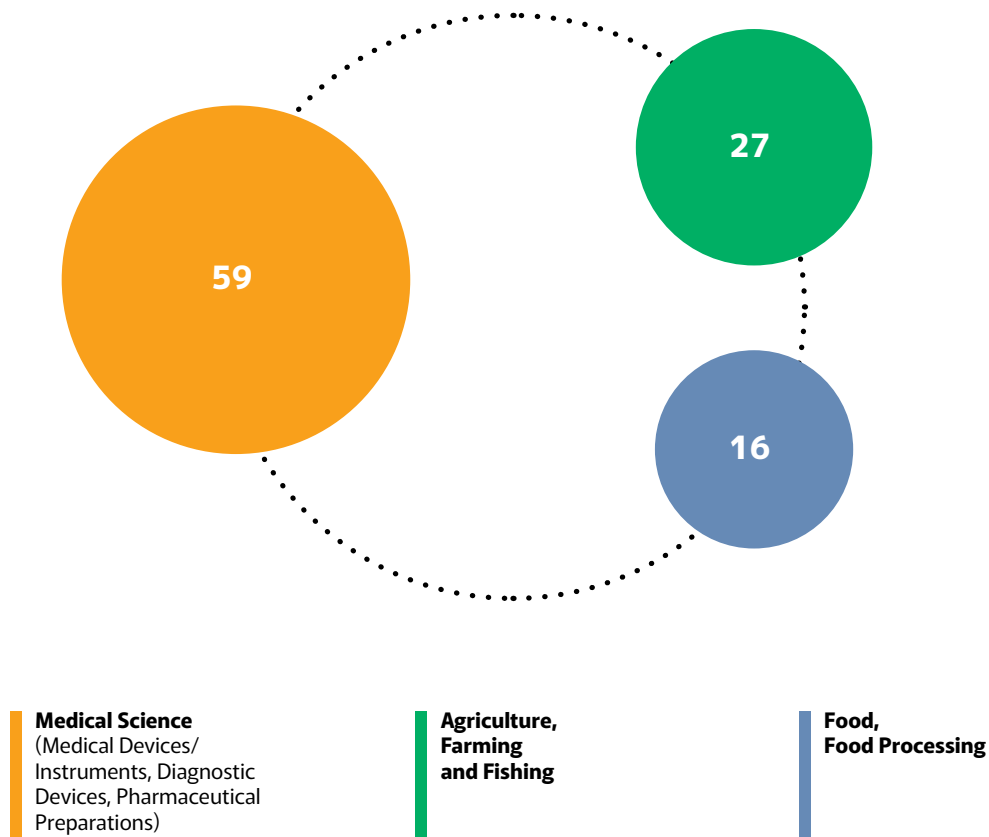 27
59
16
Medical Science
(Medical Devices/
Instruments, Diagnostic
Devices, Pharmaceutical
Preparations)
Agriculture,
Farming
and Fishing
Food,
Food Processing